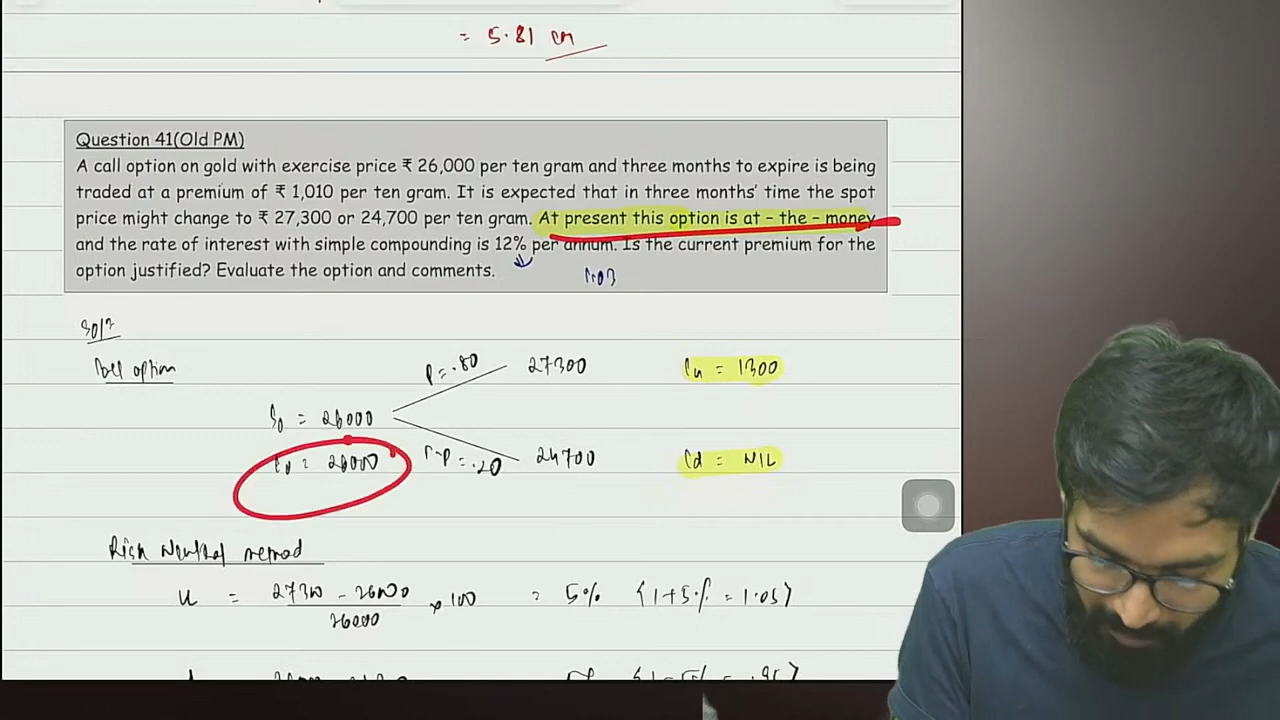 = 5.81 cr
Question 41(Old PM)
A call option on gold with exercise price ₹ 26,000 per ten gram and three months to expire is being
traded at a premium of ₹ 1,010 per ten gram. It is expected that in three months' time the spot
price might change to ₹ 27,300 or 24,700 per ten gram. At present this option is at - the - money
and the rate of interest with simple compounding is 12% per annum. Is the current premium for the
option justified? Evaluate the option and comments.
1.03
Soln
Call option
P = .80 27300 Cu = 1300
S0 = 26000
= 26000 1-P = .20 24700 Cd = NIL
Risk Neutral method
u = 27300 - 26000 × 100 = 5% {1+5% = 1.05}
26000